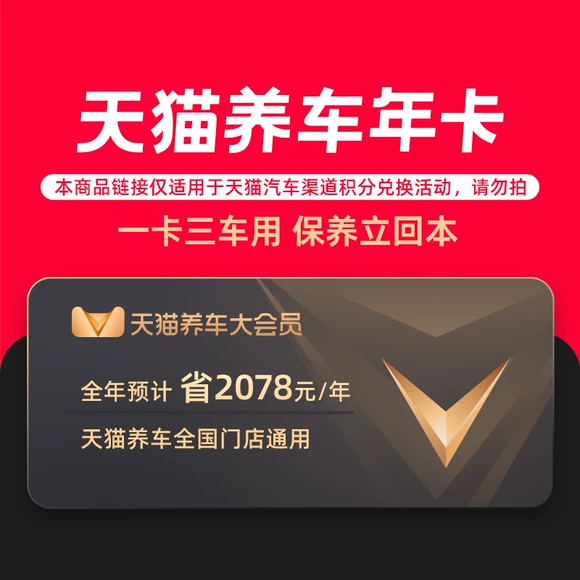 天猫养车年卡
本商品链接仅适用于天猫汽车渠道积分兑换活动，请勿拍
一卡三车用 保养立回本
天猫养车大会员
全年预计 省2078元/年
天猫养车全国门店通用